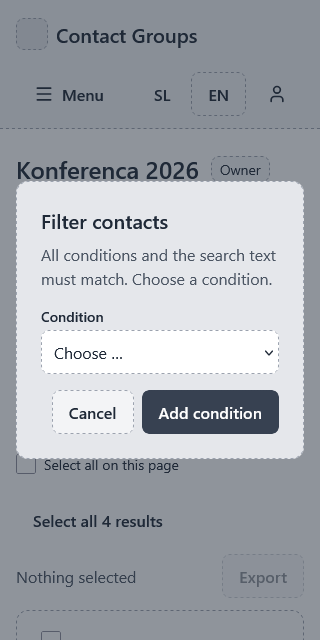 Contact Groups
Menu
SL
EN
Konferenca 2026
Owner
Filter contacts
All conditions and the search text
must match. Choose a condition.
Condition
Choose ...
Cancel
Add condition
Select all on this page
Select all 4 results
Nothing selected
Export